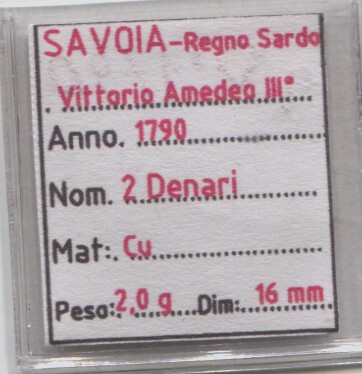 SAVOIA-Regno Sardo
. Vittorio Amedeo III°
Anno. 1790
Nom. 2 Denari
Mat:. Cu
Peso: 2,0 g Dim: 16 mm